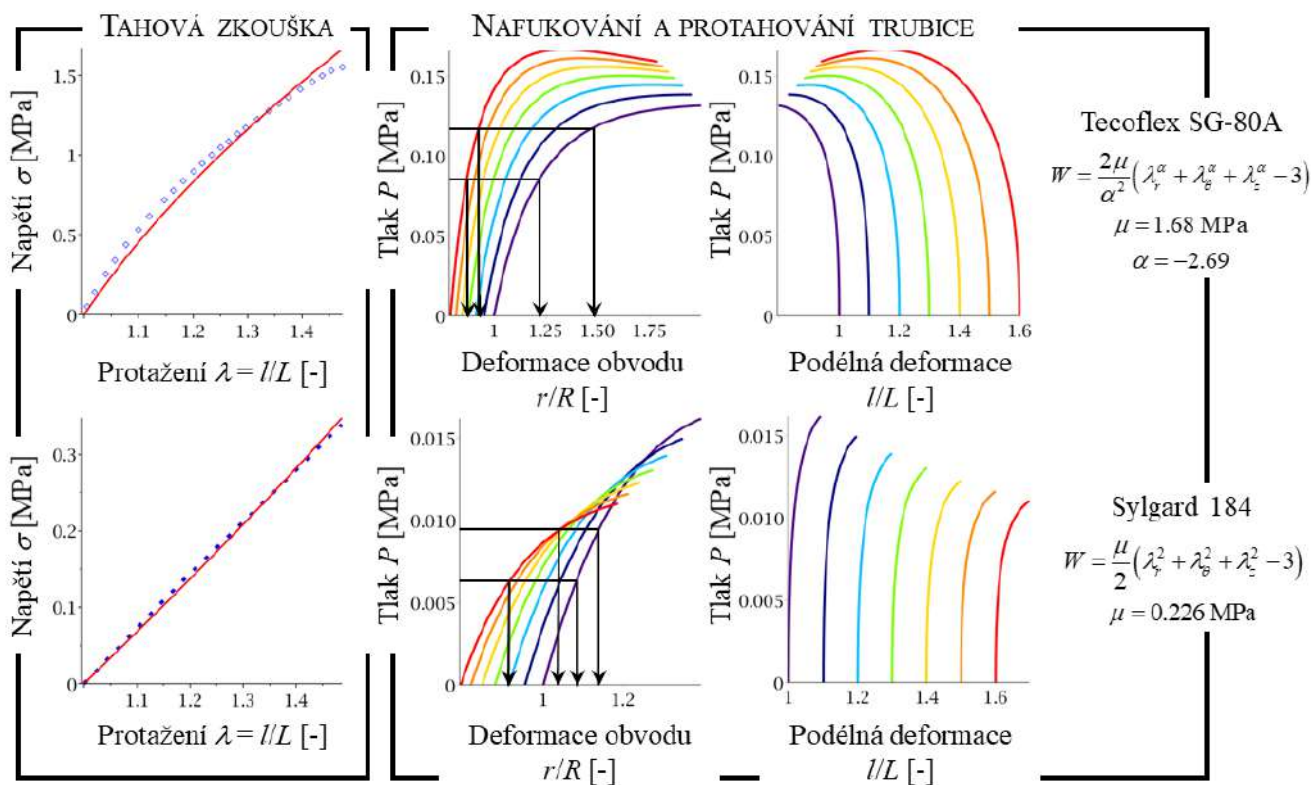 TAHOVÁ ZKOUŠKA
NAFUKOVÁNÍ A PROTAHOVÁNÍ TRUBICE
Napětí σ [MPa]
1.5
1
0.5
0
1.1 1.2 1.3 1.4
Protažení λ = l/L [-]
Tlak P [MPa]
0.15
0.10
0.05
0
1 1.25 1.50 1.75
Deformace obvodu
r/R [-]
Tlak P [MPa]
0.15
0.10
0.05
0
1 1.2 1.4 1.6
Podélná deformace
l/L [-]
Tecoflex SG-80A
W = 2μ/α² (λ_r^α + λ_θ^α + λ_z^α − 3)
μ = 1.68 MPa
α = −2.69
Napětí σ [MPa]
0.3
0.2
0.1
0
1.1 1.2 1.3 1.4
Protažení λ = l/L [-]
Tlak P [MPa]
0.015
0.010
0.005
0
1 1.2
Deformace obvodu
r/R [-]
Tlak P [MPa]
0.015
0.010
0.005
0
1 1.2 1.4 1.6
Podélná deformace
l/L [-]
Sylgard 184
W = μ/2 (λ_r² + λ_θ² + λ_z² − 3)
μ = 0.226 MPa